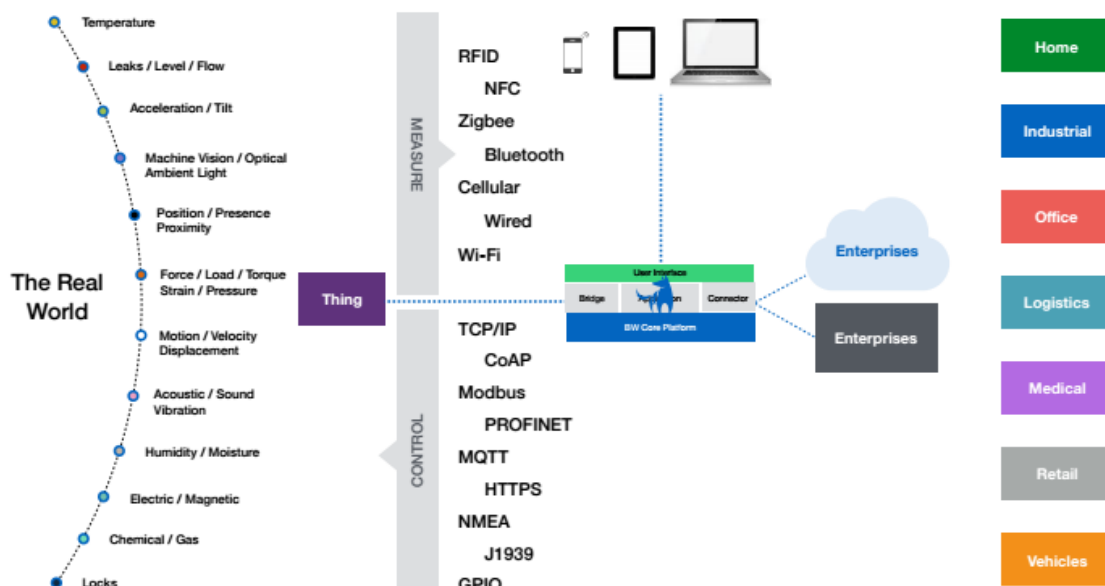 Temperature
Leaks / Level / Flow
Acceleration / Tilt
Machine Vision / Optical
Ambient Light
Position / Presence
Proximity
The Real
World
Force / Load / Torque
Strain / Pressure
Motion / Velocity
Displacement
Acoustic / Sound
Vibration
Humidity / Moisture
Electric / Magnetic
Chemical / Gas
Locks
Thing
MEASURE
CONTROL
RFID
NFC
Zigbee
Bluetooth
Cellular
Wired
Wi-Fi
TCP/IP
CoAP
Modbus
PROFINET
MQTT
HTTPS
NMEA
J1939
GPIO
User Interface
Bridge
Application
Connector
BW Core Platform
Enterprises
Enterprises
Home
Industrial
Office
Logistics
Medical
Retail
Vehicles